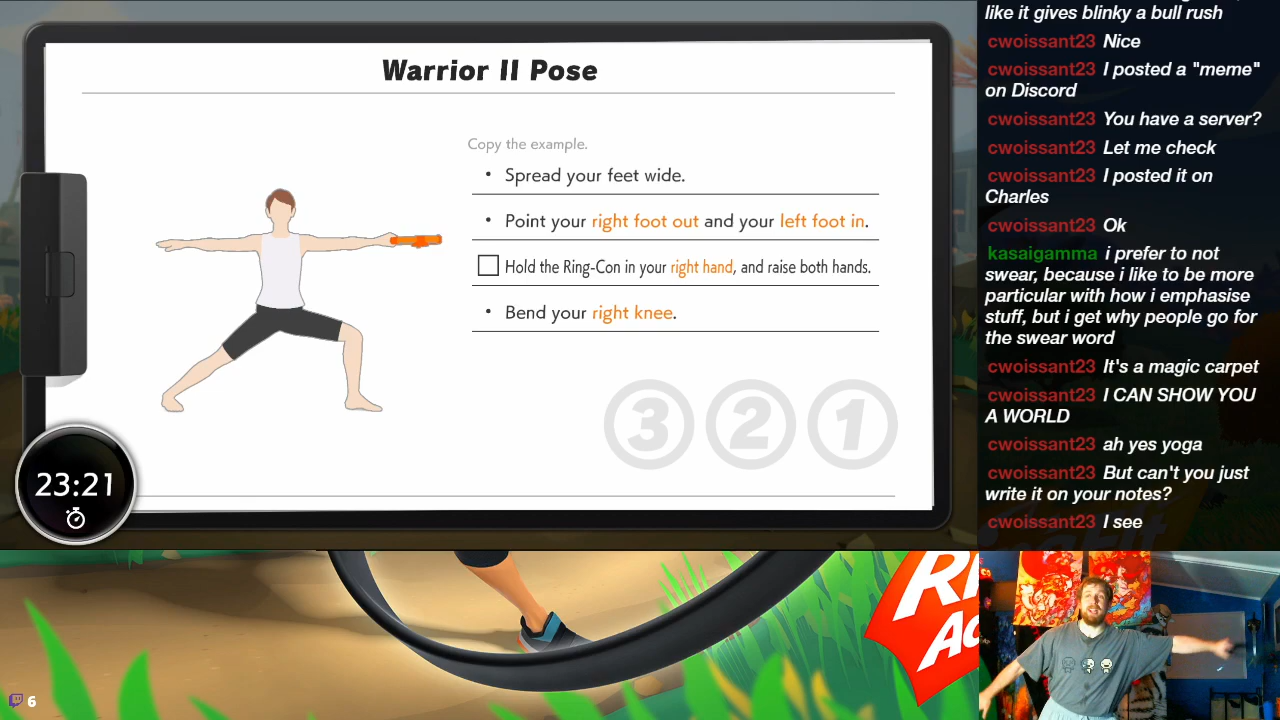 Warrior II Pose
Copy the example.
• Spread your feet wide.
• Point your right foot out and your left foot in.
Hold the Ring-Con in your right hand, and raise both hands.
• Bend your right knee.
3 2 1
23:21
6
like it gives blinky a bull rush
cwoissant23 Nice
cwoissant23 I posted a "meme"
on Discord
cwoissant23 You have a server?
cwoissant23 Let me check
cwoissant23 I posted it on
Charles
cwoissant23 Ok
kasaigamma i prefer to not
swear, because i like to be more
particular with how i emphasise
stuff, but i get why people go for
the swear word
cwoissant23 It's a magic carpet
cwoissant23 I CAN SHOW YOU
A WORLD
cwoissant23 ah yes yoga
cwoissant23 But can't you just
write it on your notes?
cwoissant23 I see